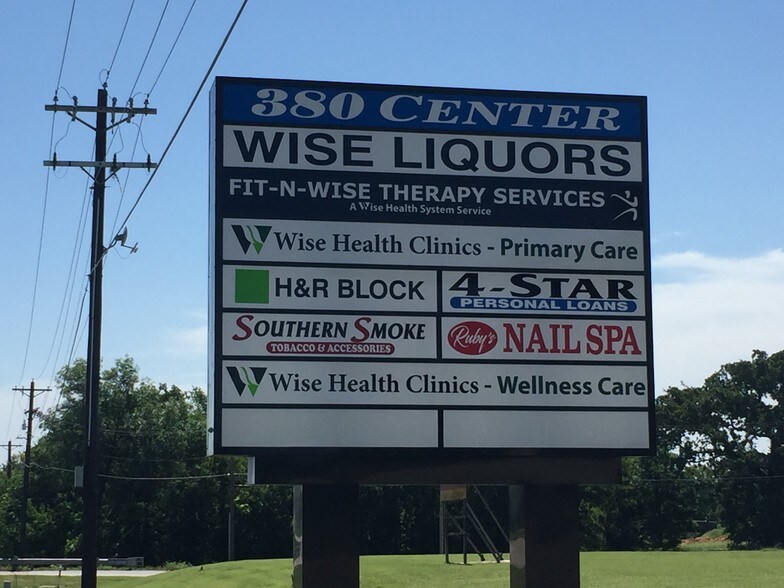 380 CENTER
WISE LIQUORS
FIT-N-WISE THERAPY SERVICES
A Wise Health System Service
Wise Health Clinics - Primary Care
H&R BLOCK
4-STAR
PERSONAL LOANS
SOUTHERN SMOKE
TOBACCO & ACCESSORIES
Ruby's NAIL SPA
Wise Health Clinics - Wellness Care